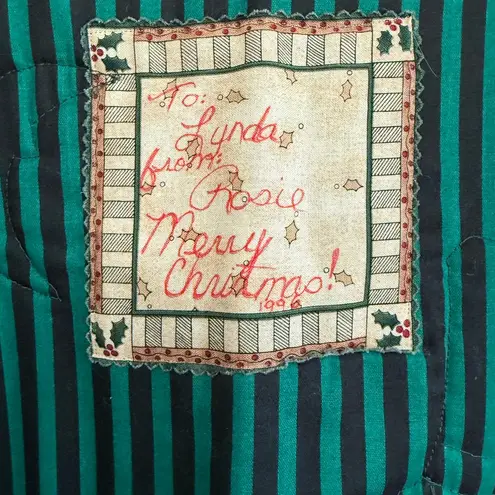 To:
Lynda
from:
Rosie
Merry
Christmas!
1996